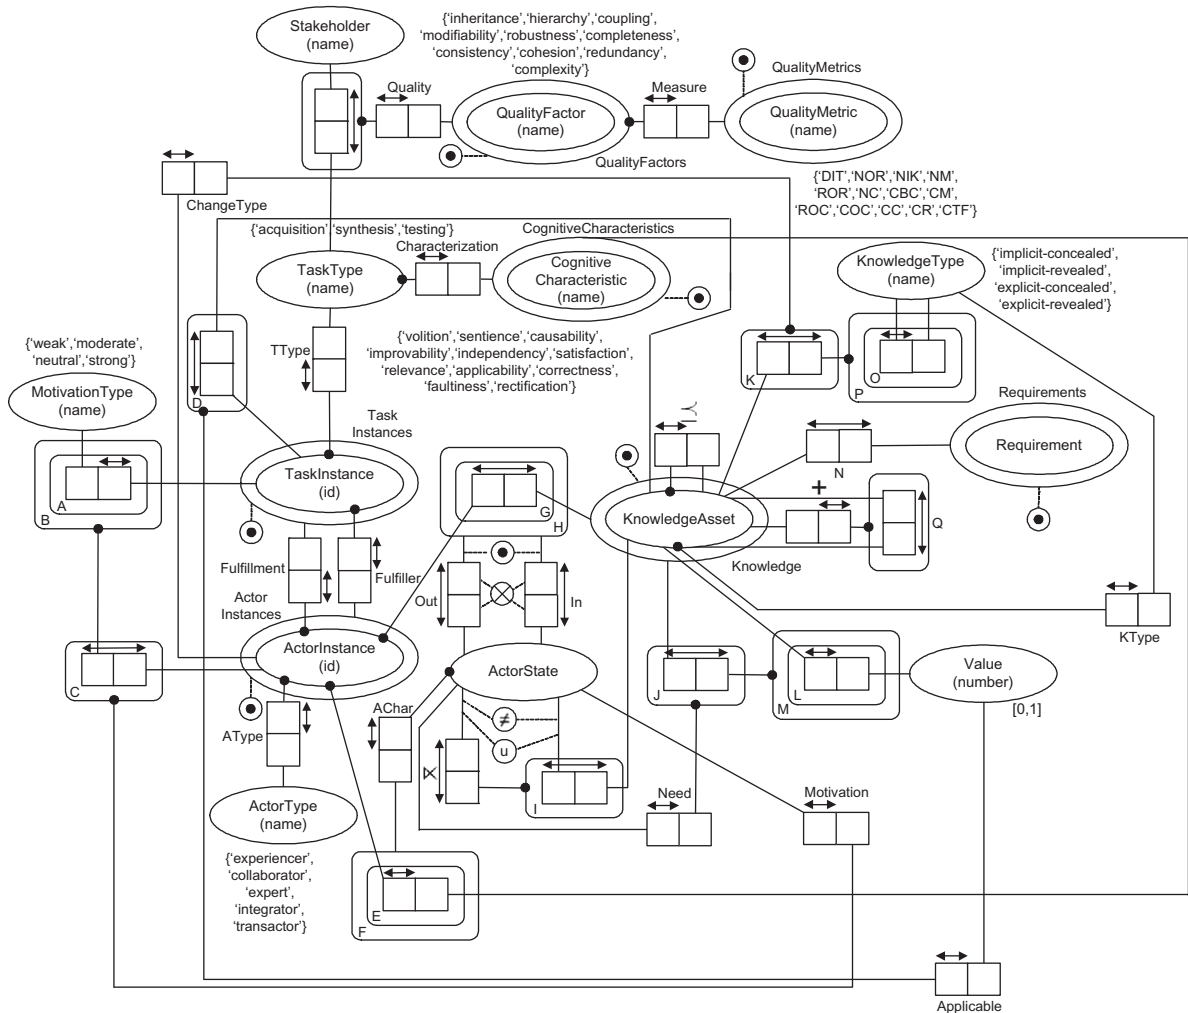 Stakeholder
(name)
{'inheritance','hierarchy','coupling',
'modifiability','robustness','completeness',
'consistency','cohesion','redundancy',
'complexity'}
Quality
QualityFactor
(name)
QualityFactors
Measure
QualityMetrics
QualityMetric
(name)
{'DIT','NOR','NIK','NM',
'ROR','NC','CBC','CM',
'ROC','COC','CC','CR','CTF'}
ChangeType
{'acquisition','synthesis','testing'}
Characterization
TaskType
(name)
CognitiveCharacteristics
Cognitive
Characteristic
(name)
{'volition','sentience','causability',
'improvability','independency','satisfaction',
'relevance','applicability','correctness',
'faultiness','rectification'}
KnowledgeType
(name)
{'implicit-concealed',
'implicit-revealed',
'explicit-concealed',
'explicit-revealed'}
K
O
P
D
TType
{'weak','moderate',
'neutral','strong'}
MotivationType
(name)
A
B
Task
Instances
TaskInstance
(id)
G
H
KnowledgeAsset
Knowledge
N
Requirements
Requirement
+
Q
Fulfillment
Fulfiller
Actor
Instances
ActorInstance
(id)
Out
In
ActorState
C
AType
AChar
≠
u
I
J
L
M
Value
(number)
[0,1]
KType
ActorType
(name)
{'experiencer',
'collaborator',
'expert',
'integrator',
'transactor'}
Need
Motivation
E
F
Applicable